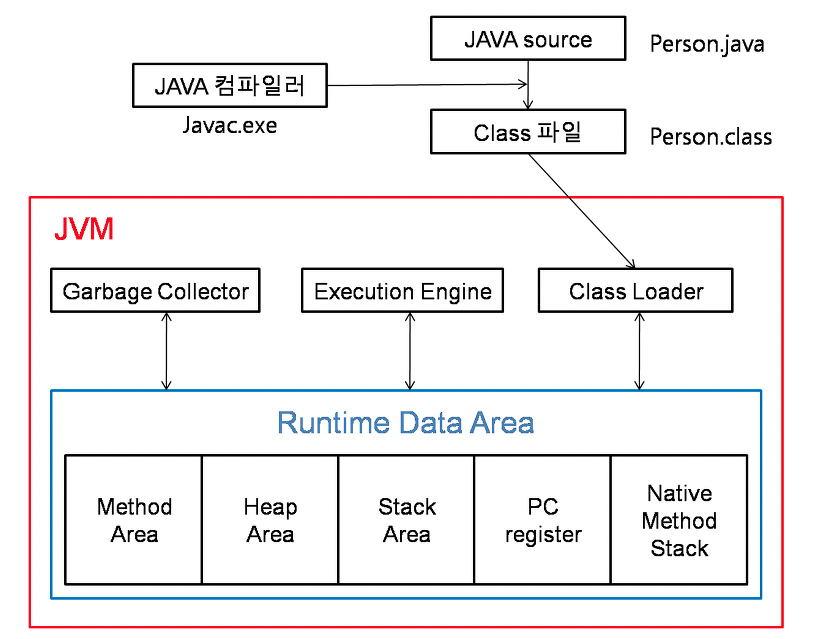 JAVA source
Person.java
JAVA 컴파일러
Javac.exe
Class 파일
Person.class
JVM
Garbage Collector
Execution Engine
Class Loader
Runtime Data Area
Method
Area
Heap
Area
Stack
Area
PC
register
Native
Method
Stack